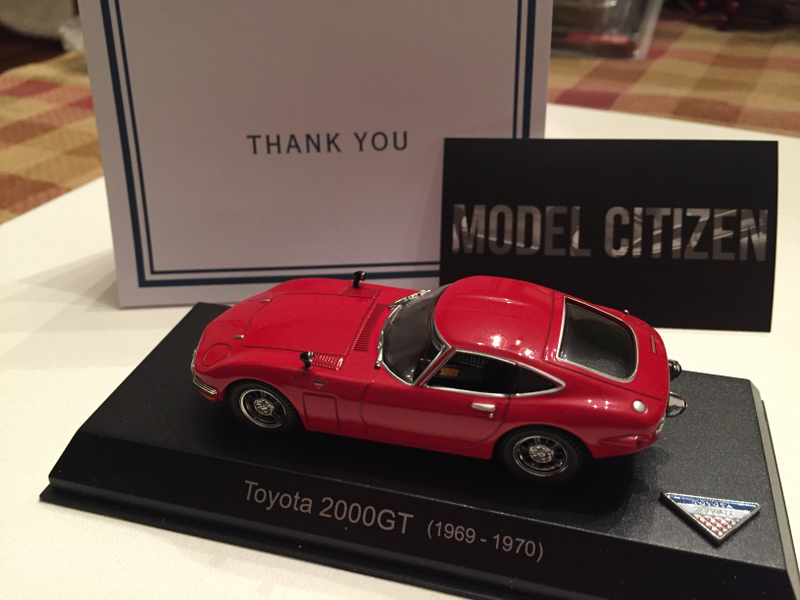 THANK YOU
MODEL CITIZEN
Toyota 2000GT (1969 - 1970)